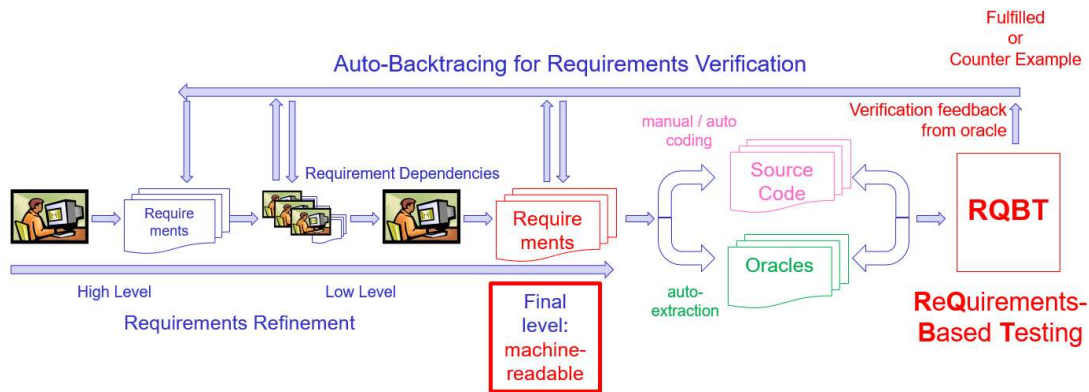 Fulfilled
or
Counter Example
Auto-Backtracing for Requirements Verification
Verification feedback
from oracle
manual / auto
coding
Requirement Dependencies
Source
Code
Require
ments
Require
ments
RQBT
Oracles
High Level
Low Level
auto-
extraction
Requirements Refinement
Final
level:
machine-
readable
ReQuirements-
Based Testing